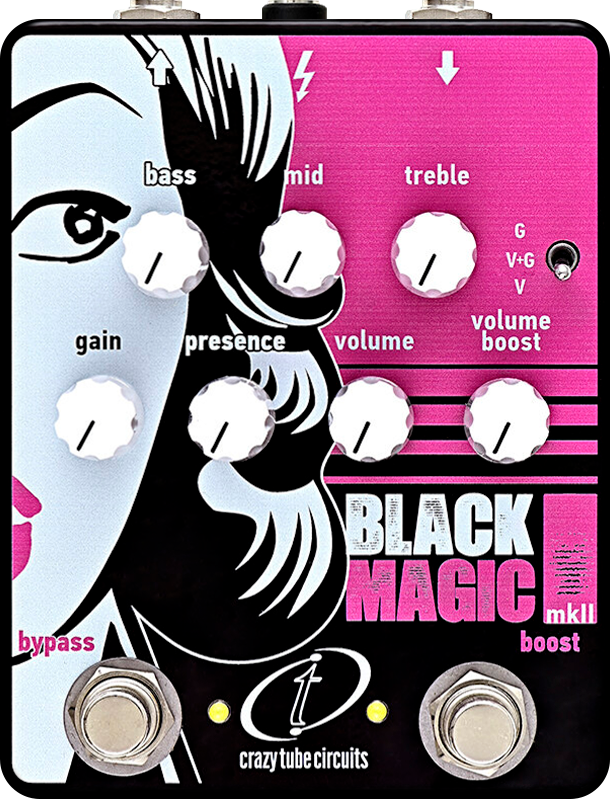 bass
mid
treble
G
V+G
V
gain
presence
volume
volume
boost
BLACK
MAGIC
mkII
bypass
boost
t
crazy tube circuits